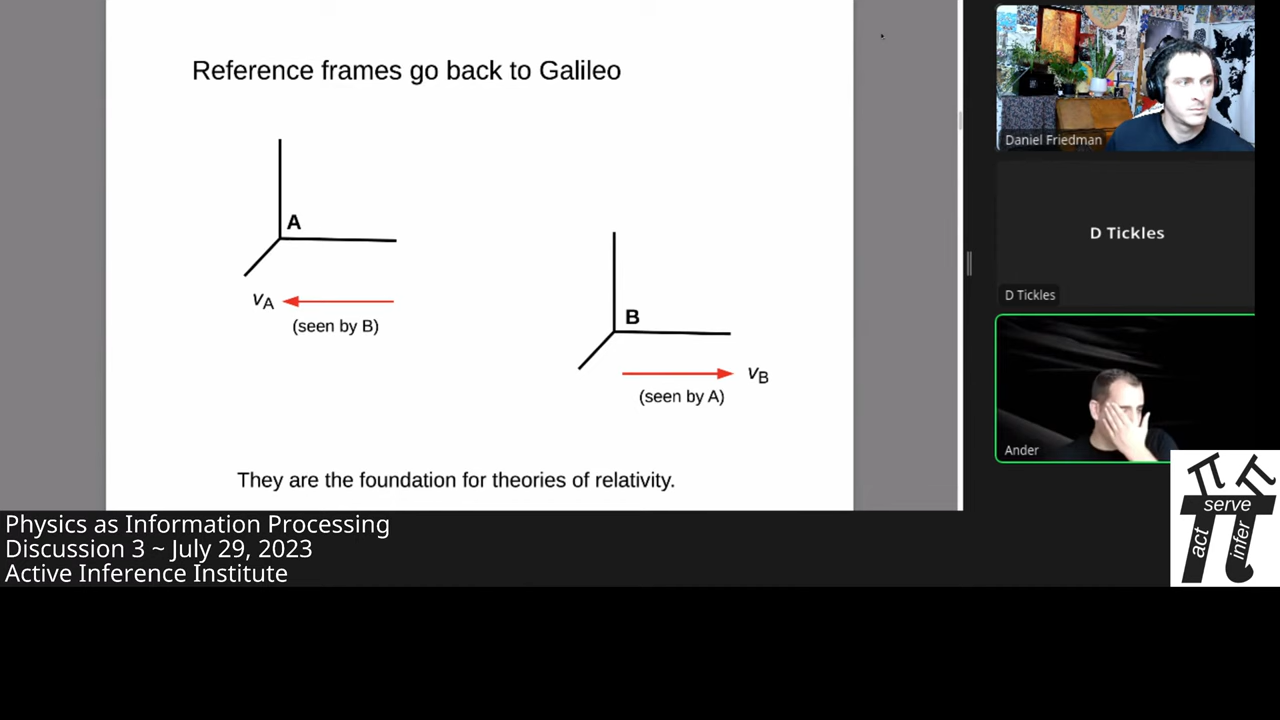 Reference frames go back to Galileo
A
vA
(seen by B)
B
vB
(seen by A)
They are the foundation for theories of relativity.
Daniel Friedman
D Tickles
D Tickles
Ander
π π
serve
act
infer
Physics as Information Processing
Discussion 3 ~ July 29, 2023
Active Inference Institute